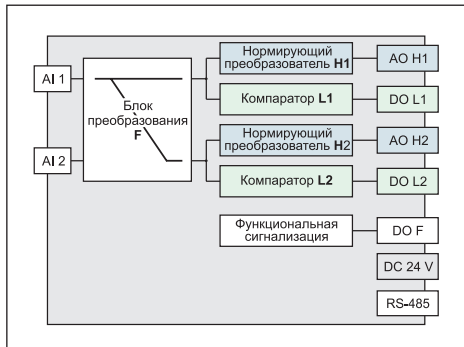 AI 1
AI 2
Блок
преобразования
F
Нормирующий
преобразователь H1
AO H1
Компаратор L1
DO L1
Нормирующий
преобразователь H2
AO H2
Компаратор L2
DO L2
Функциональная
сигнализация
DO F
DC 24 V
RS-485